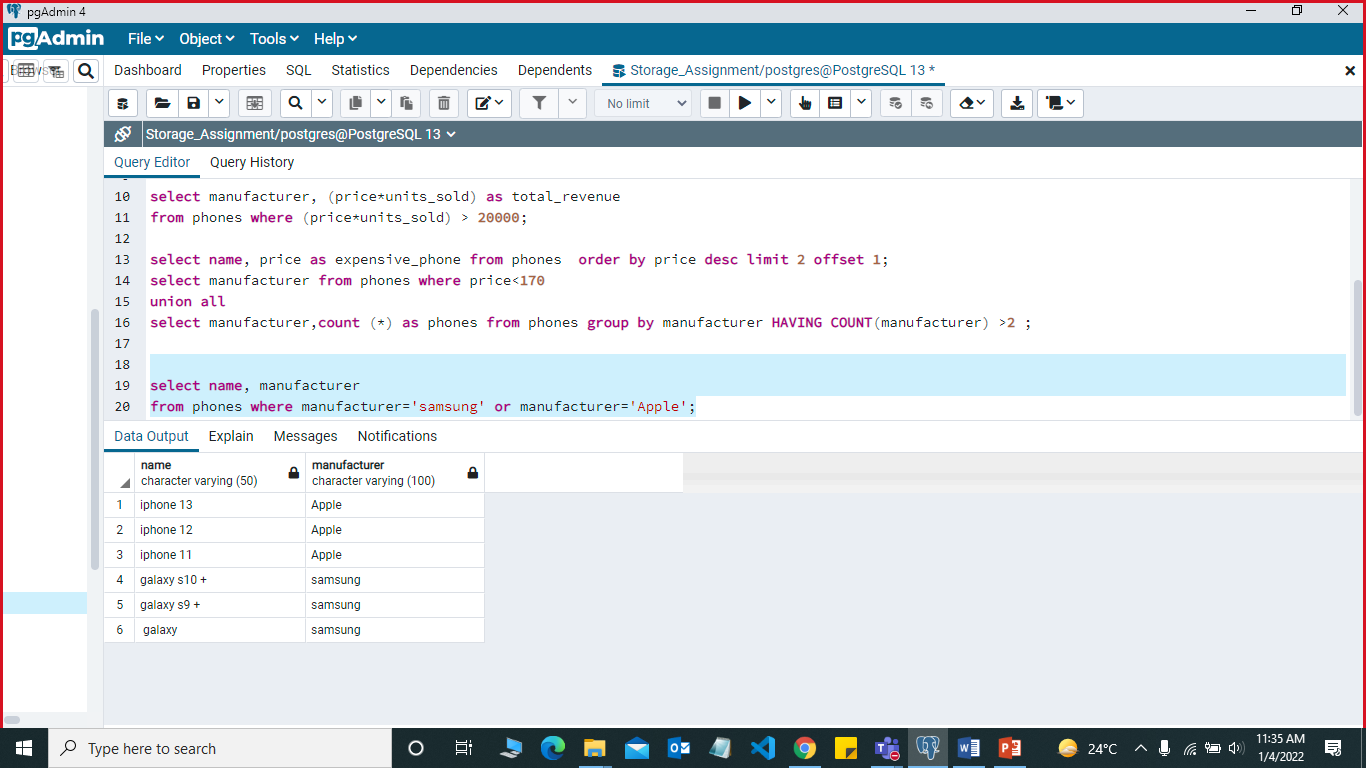 pgAdmin 4
pgAdmin File Object Tools Help
Dashboard Properties SQL Statistics Dependencies Dependents Storage_Assignment/postgres@PostgreSQL 13 *
No limit
Storage_Assignment/postgres@PostgreSQL 13
Query Editor Query History
10 select manufacturer, (price*units_sold) as total_revenue
11 from phones where (price*units_sold) > 20000;
12
13 select name, price as expensive_phone from phones  order by price desc limit 2 offset 1;
14 select manufacturer from phones where price<170
15 union all
16 select manufacturer,count (*) as phones from phones group by manufacturer HAVING COUNT(manufacturer) >2 ;
17
18
19 select name, manufacturer
20 from phones where manufacturer='samsung' or manufacturer='Apple';
Data Output Explain Messages Notifications
name manufacturer
character varying (50) character varying (100)
1 iphone 13 Apple
2 iphone 12 Apple
3 iphone 11 Apple
4 galaxy s10 + samsung
5 galaxy s9 + samsung
6 galaxy samsung
Type here to search
24°C
11:35 AM
1/4/2022